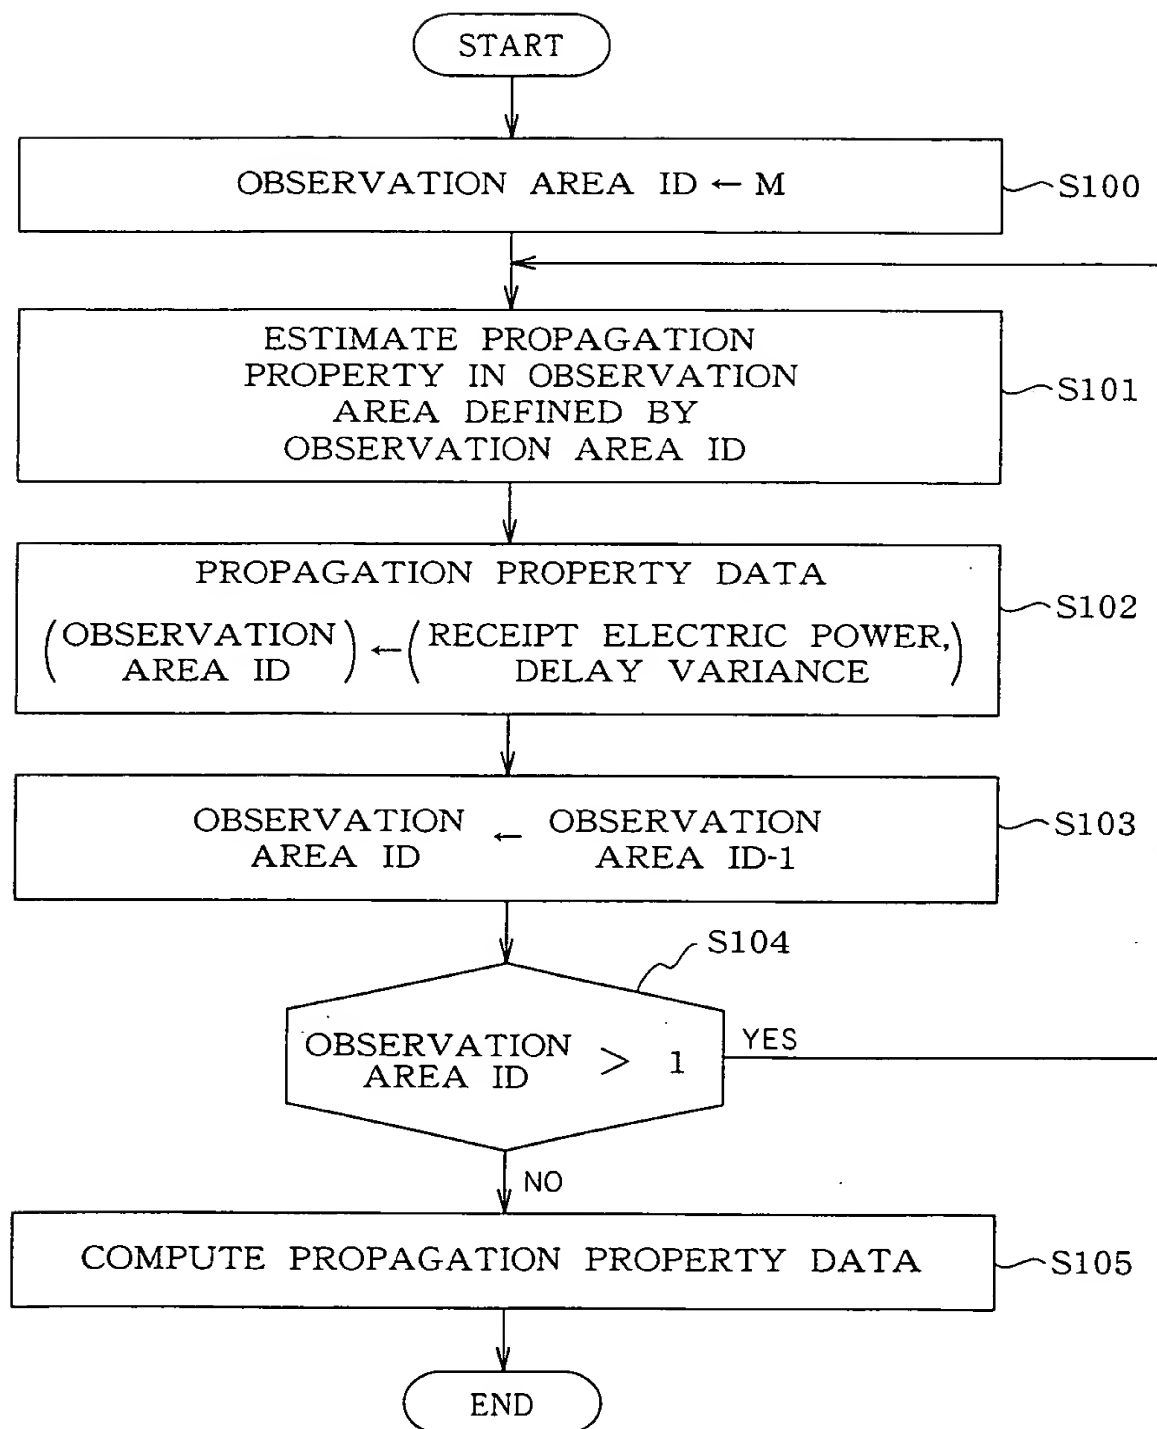 START
OBSERVATION AREA ID ← M
S100
ESTIMATE PROPAGATION
PROPERTY IN OBSERVATION
AREA DEFINED BY
OBSERVATION AREA ID
S101
PROPAGATION PROPERTY DATA
(OBSERVATION AREA ID) ← (RECEIPT ELECTRIC POWER, DELAY VARIANCE)
S102
OBSERVATION AREA ID ← OBSERVATION AREA ID-1
S103
S104
OBSERVATION AREA ID > 1
YES
NO
COMPUTE PROPAGATION PROPERTY DATA
S105
END